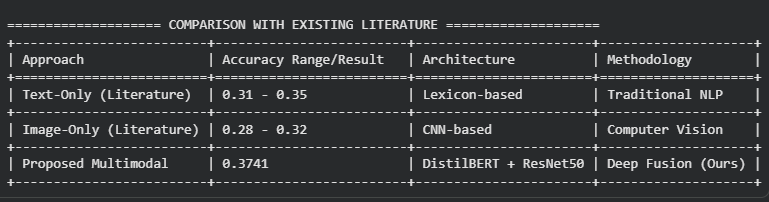 ==================== COMPARISON WITH EXISTING LITERATURE ====================
+-------------------------+------------------------+-----------------------+--------------------+
| Approach | Accuracy Range/Result | Architecture | Methodology |
+=========================+========================+=======================+====================+
| Text-Only (Literature) | 0.31 - 0.35 | Lexicon-based | Traditional NLP |
+-------------------------+------------------------+-----------------------+--------------------+
| Image-Only (Literature) | 0.28 - 0.32 | CNN-based | Computer Vision |
+-------------------------+------------------------+-----------------------+--------------------+
| Proposed Multimodal | 0.3741 | DistilBERT + ResNet50 | Deep Fusion (Ours) |
+-------------------------+------------------------+-----------------------+--------------------+